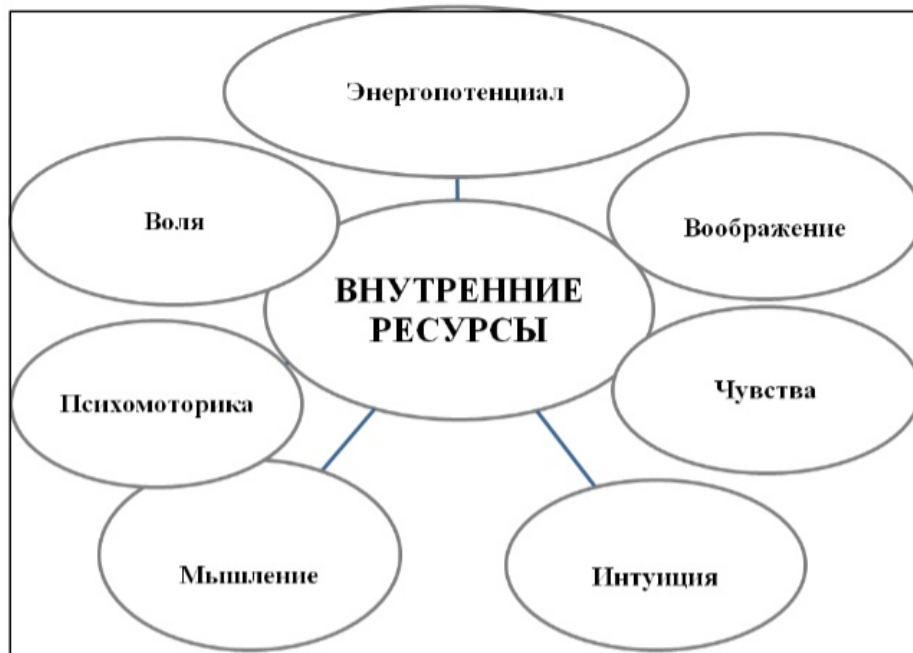 Энергопотенциал
Воля
Воображение
ВНУТРЕННИЕ
РЕСУРСЫ
Психомоторика
Чувства
Мышление
Интуиция